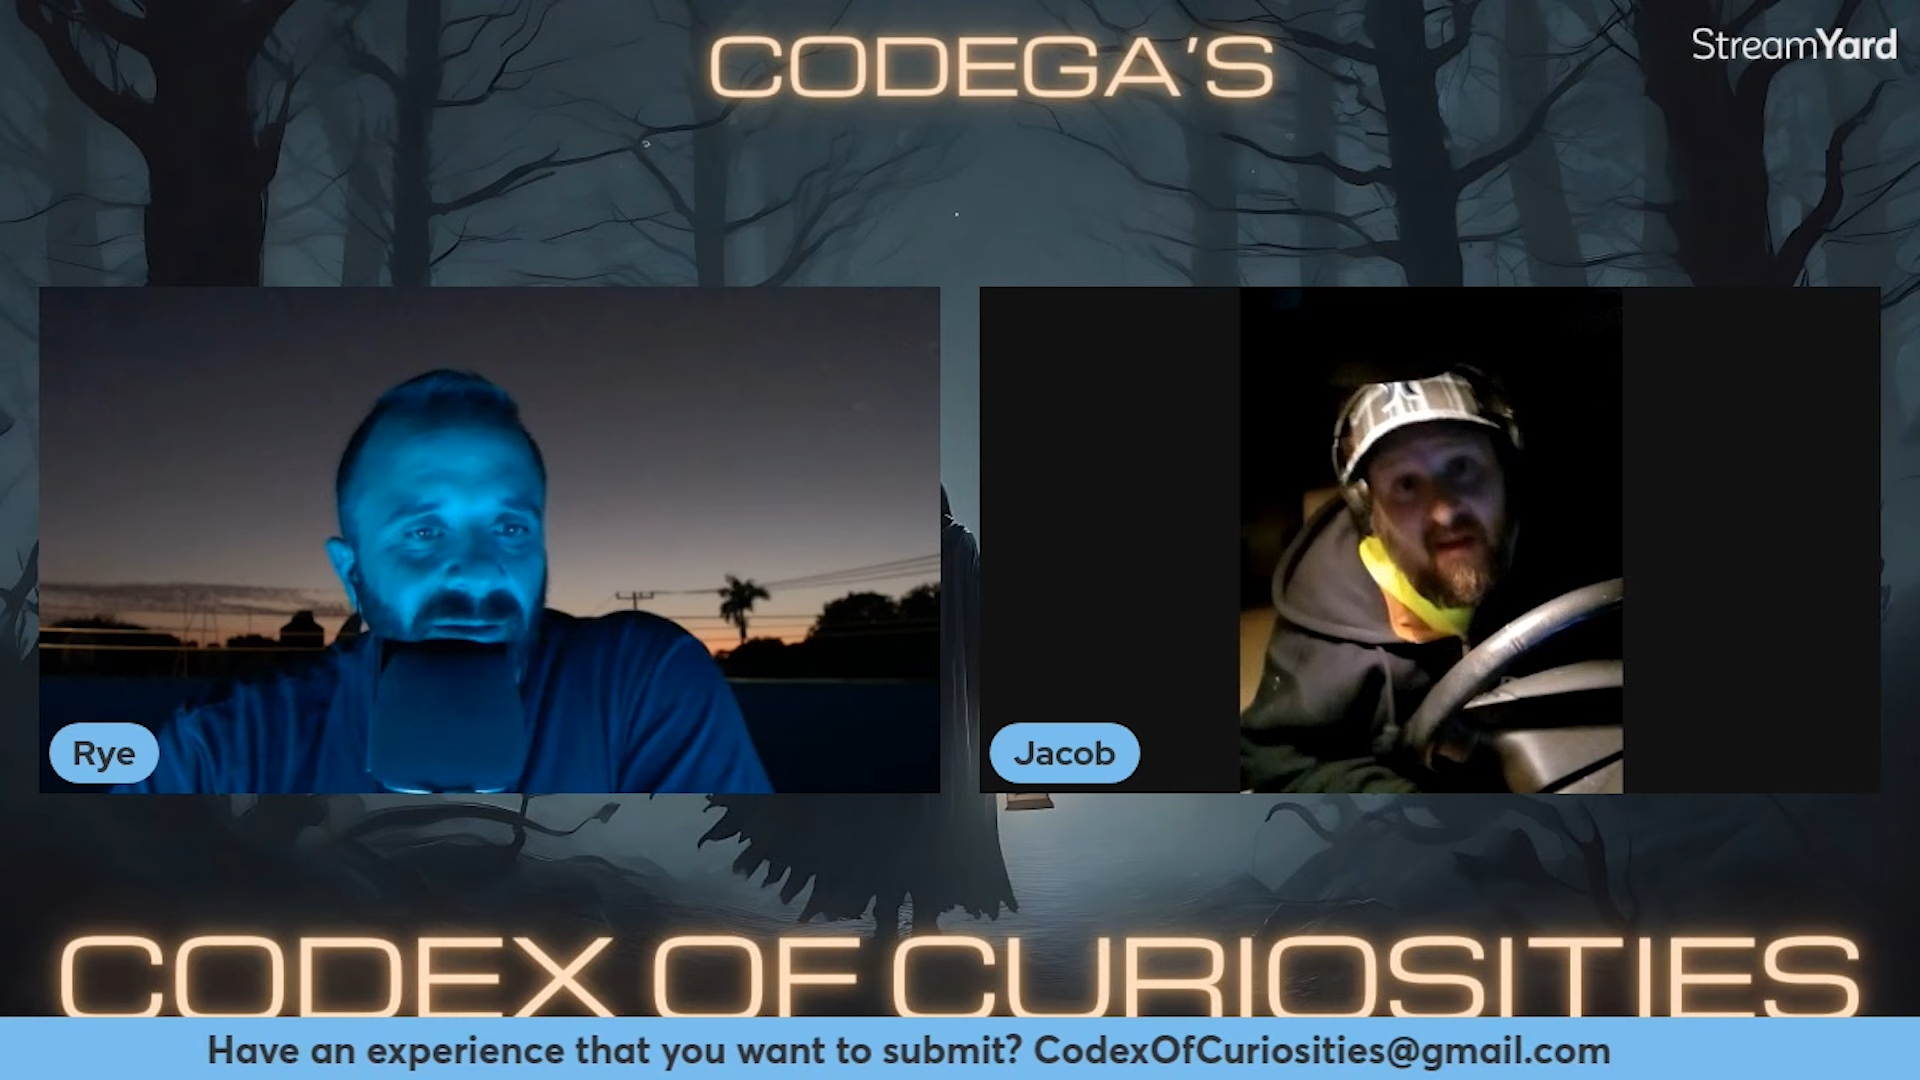 CODEGA'S
StreamYard
Rye
Jacob
CODEX OF CURIOSITIES
Have an experience that you want to submit? CodexOfCuriosities@gmail.com